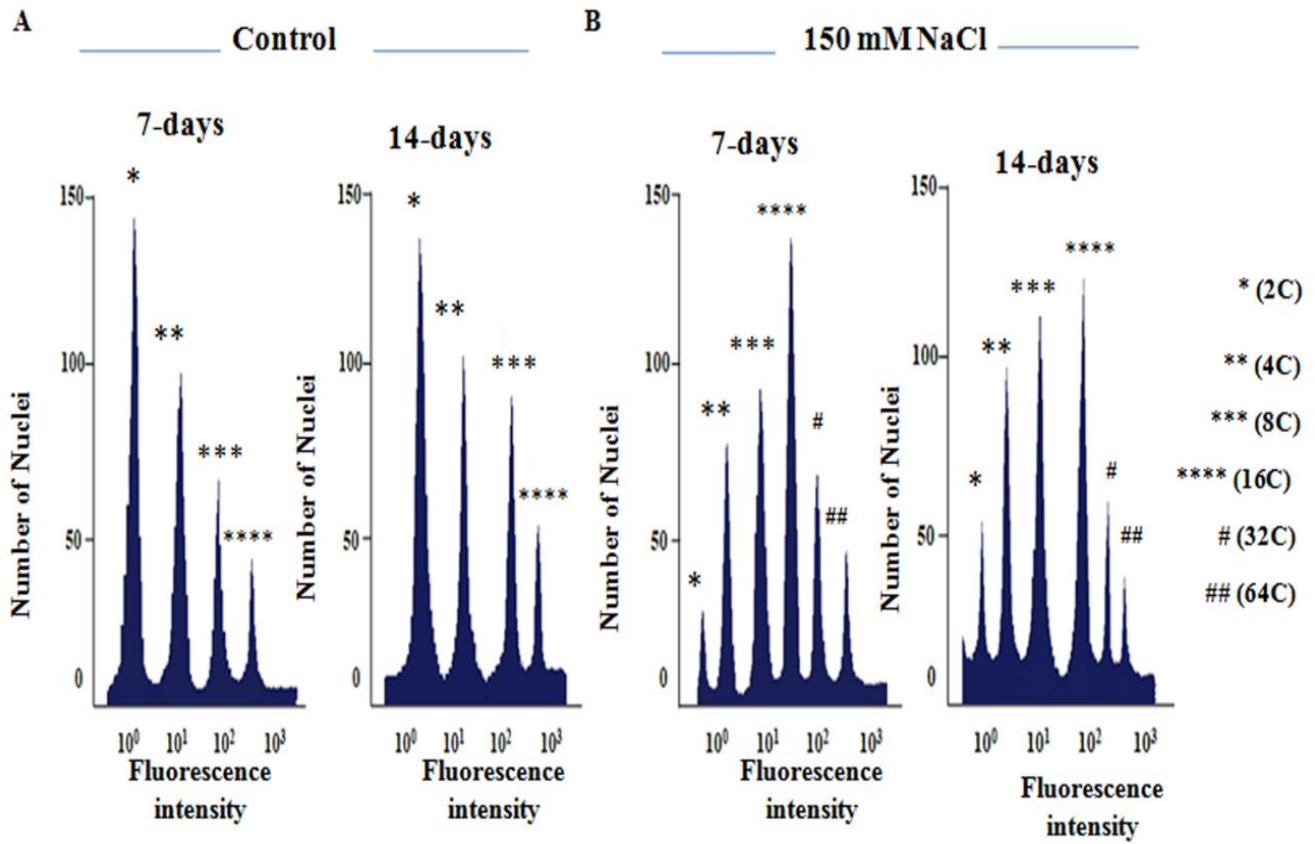 A
Control
B
150 mM NaCl
7-days
14-days
7-days
14-days
*
**
***
****
150
100
50
0
Number of Nuclei
10⁰ 10¹ 10² 10³
Fluorescence
intensity
*
**
***
****
150
100
50
0
Number of Nuclei
10⁰ 10¹ 10² 10³
Fluorescence
intensity
*
**
***
****
#
##
150
100
50
0
Number of Nuclei
10⁰ 10¹ 10² 10³
Fluorescence
intensity
*
**
***
****
#
##
150
100
50
0
Number of Nuclei
10⁰ 10¹ 10² 10³
Fluorescence
intensity
* (2C)
** (4C)
*** (8C)
**** (16C)
# (32C)
## (64C)